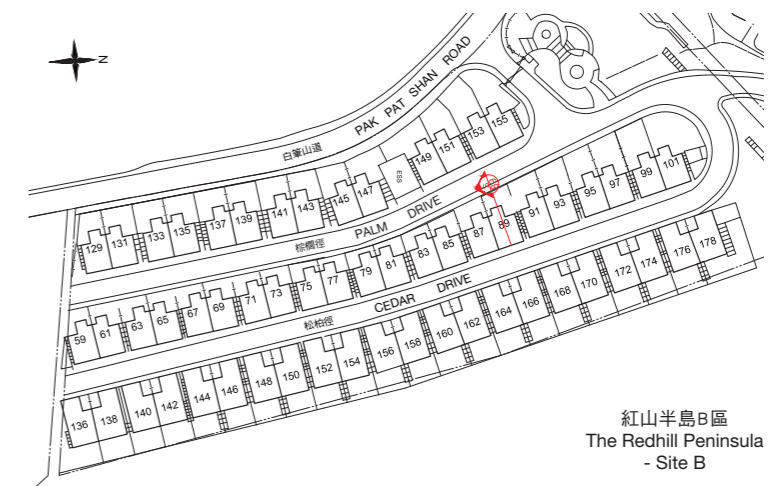 N
PAK PAT SHAN ROAD
白筆山道
129 131 133 135 137 139 141 143 145 147 ESS 149 151 153 155
PALM DRIVE
棕櫚徑
59 61 63 65 67 69 71 73 75 77 79 81 83 85 87 89 91 93 95 97 99 101
CEDAR DRIVE
松柏徑
136 138 140 142 144 146 148 150 152 154 156 158 160 162 164 166 168 170 172 174 176 178
紅山半島B區
The Redhill Peninsula
- Site B